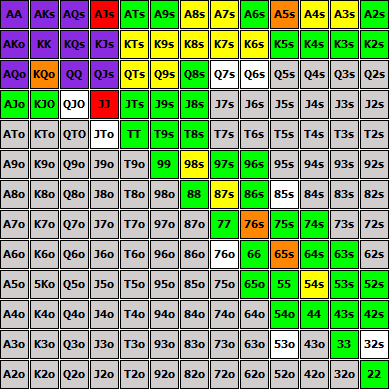 AA AKs AQs AJs ATs A9s A8s A7s A6s A5s A4s A3s A2s
AKo KK KQs KJs KTs K9s K8s K7s K6s K5s K4s K3s K2s
AQo KQo QQ QJs QTs Q9s Q8s Q7s Q6s Q5s Q4s Q3s Q2s
AJo KJO QJO JJ JTs J9s J8s J7s J6s J5s J4s J3s J2s
ATo KTo QTO JTo TT T9s T8s T7s T6s T5s T4s T3s T2s
A9o K9o Q9o J9o T9o 99 98s 97s 96s 95s 94s 93s 92s
A8o K8o Q8o J8o T8o 98o 88 87s 86s 85s 84s 83s 82s
A7o K7o Q7o J7o T7o 97o 87o 77 76s 75s 74s 73s 72s
A6o K6o Q6o J6o T6o 96o 86o 76o 66 65s 64s 63s 62s
A5o 5Ko Q5o J5o T5o 95o 85o 75o 65o 55 54s 53s 52s
A4o K4o Q4o J4o T4o 94o 84o 74o 64o 54o 44 43s 42s
A3o K3o Q3o J3o T3o 93o 83o 73o 63o 53o 43o 33 32s
A2o K2o Q2o J2o T2o 92o 82o 72o 62o 52o 42o 32o 22